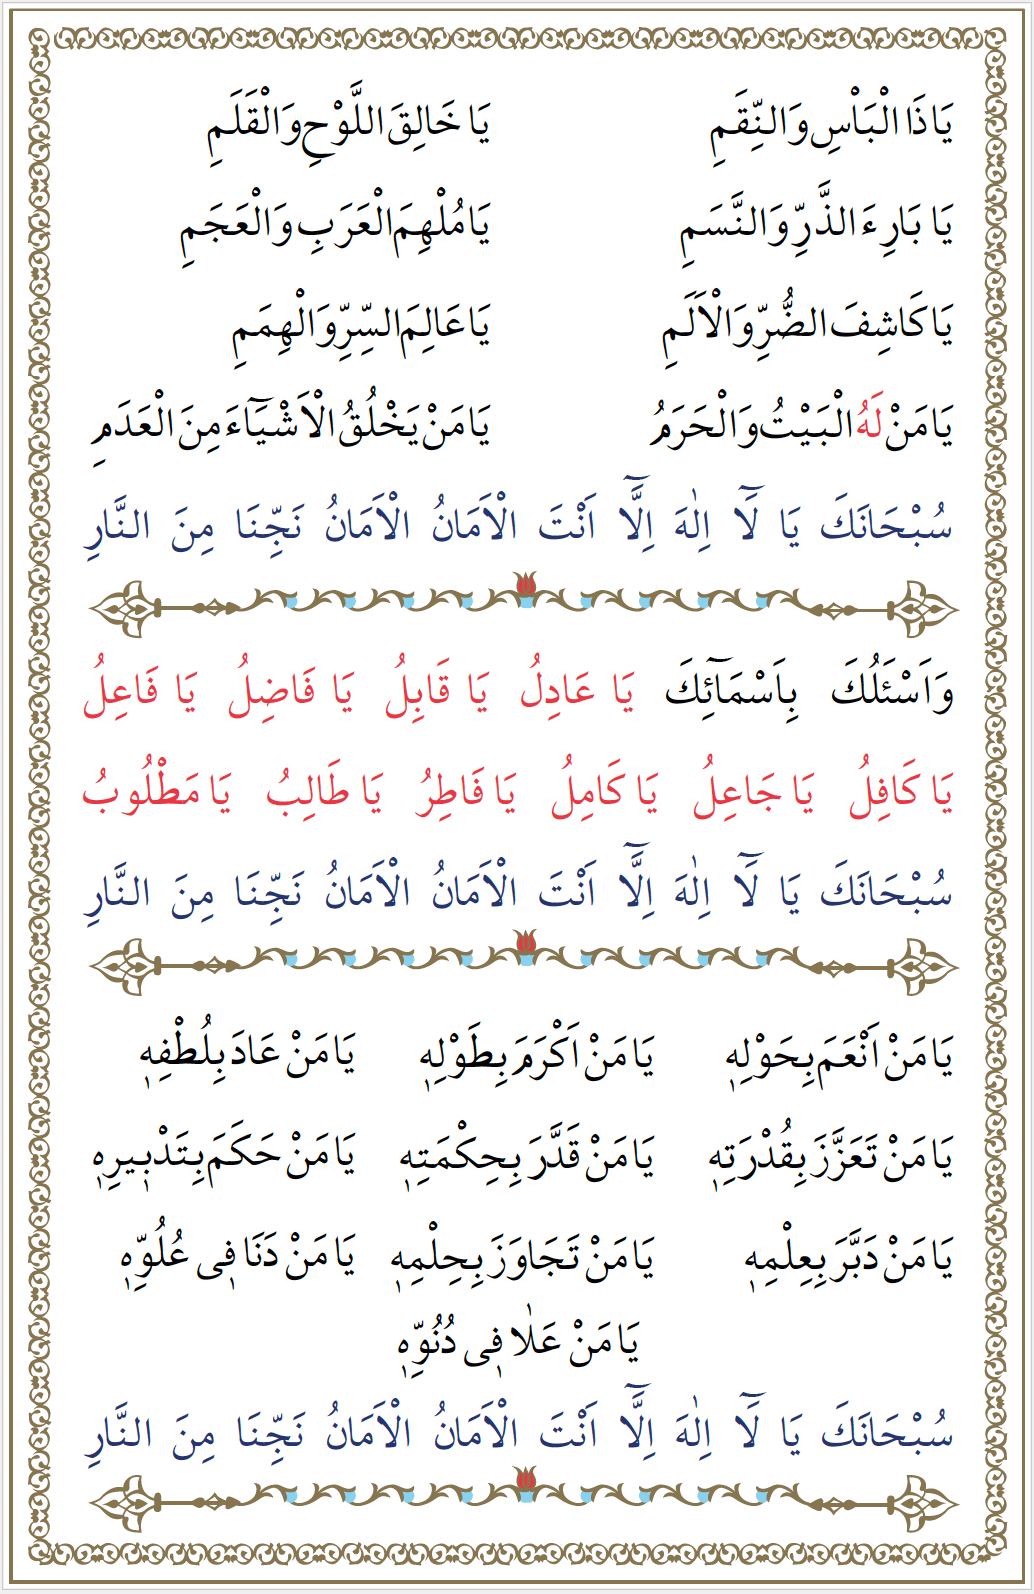 يَا ذَا الْبَاْسِ وَالنِّقَمِ يَا خَالِقَ اللَّوْحِ وَالْقَلَمِ
يَا بَارِءَ الذَّرِّ وَالنَّسَمِ يَا مُلْهِمَ الْعَرَبِ وَالْعَجَمِ
يَا كَاشِفَ الضُّرِّ وَالْاَلَمِ يَا عَالِمَ السِّرِّ وَالْهِمَمِ
يَا مَنْ لَهُ الْبَيْتُ وَالْحَرَمُ يَا مَنْ يَخْلُقُ الْاَشْيَآءَ مِنَ الْعَدَمِ
سُبْحَانَكَ يَا لَٓا اِلٰهَ اِلَّٓا اَنْتَ الْاَمَانُ الْاَمَانُ نَجِّنَا مِنَ النَّارِ
وَاَسْئَلُكَ بِاَسْمَآئِكَ يَا عَادِلُ يَا قَابِلُ يَا فَاضِلُ يَا فَاعِلُ
يَا كَافِلُ يَا جَاعِلُ يَا كَامِلُ يَا فَاطِرُ يَا طَالِبُ يَا مَطْلُوبُ
سُبْحَانَكَ يَا لَٓا اِلٰهَ اِلَّٓا اَنْتَ الْاَمَانُ الْاَمَانُ نَجِّنَا مِنَ النَّارِ
يَا مَنْ اَنْعَمَ بِحَوْلِهٖ يَا مَنْ اَكْرَمَ بِطَوْلِهٖ يَا مَنْ عَادَ بِلُطْفِهٖ
يَا مَنْ تَعَزَّزَ بِقُدْرَتِهٖ يَا مَنْ قَدَّرَ بِحِكْمَتِهٖ يَا مَنْ حَكَمَ بِتَدْبٖيرِهٖ
يَا مَنْ دَبَّرَ بِعِلْمِهٖ يَا مَنْ تَجَاوَزَ بِحِلْمِهٖ يَا مَنْ دَنَا فٖى عُلُوِّهٖ
يَا مَنْ عَلٰا فٖى دُنُوِّهٖ
سُبْحَانَكَ يَا لَٓا اِلٰهَ اِلَّٓا اَنْتَ الْاَمَانُ الْاَمَانُ نَجِّنَا مِنَ النَّارِ